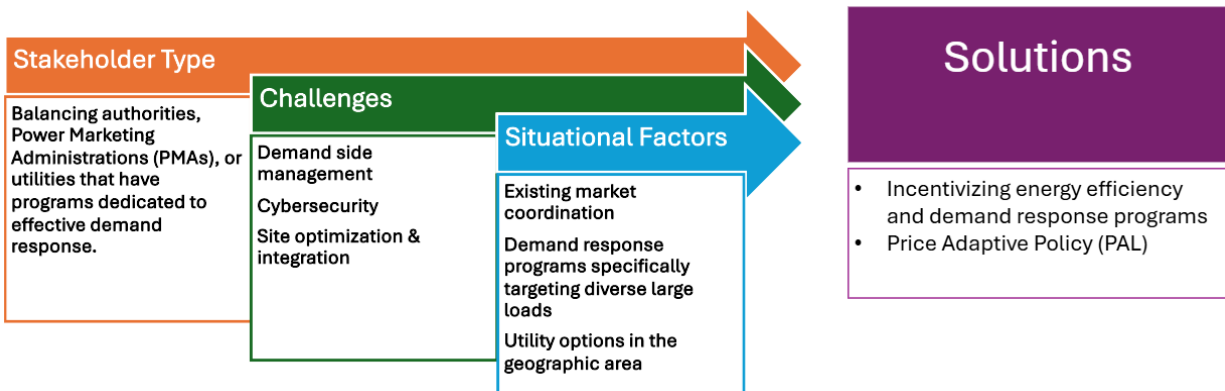 Stakeholder Type
Balancing authorities,
Power Marketing
Administrations (PMAs), or
utilities that have
programs dedicated to
effective demand
response.
Challenges
Demand side
management
Cybersecurity
Site optimization &
integration
Situational Factors
Existing market
coordination
Demand response
programs specifically
targeting diverse large
loads
Utility options in the
geographic area
Solutions
• Incentivizing energy efficiency
and demand response programs
• Price Adaptive Policy (PAL)